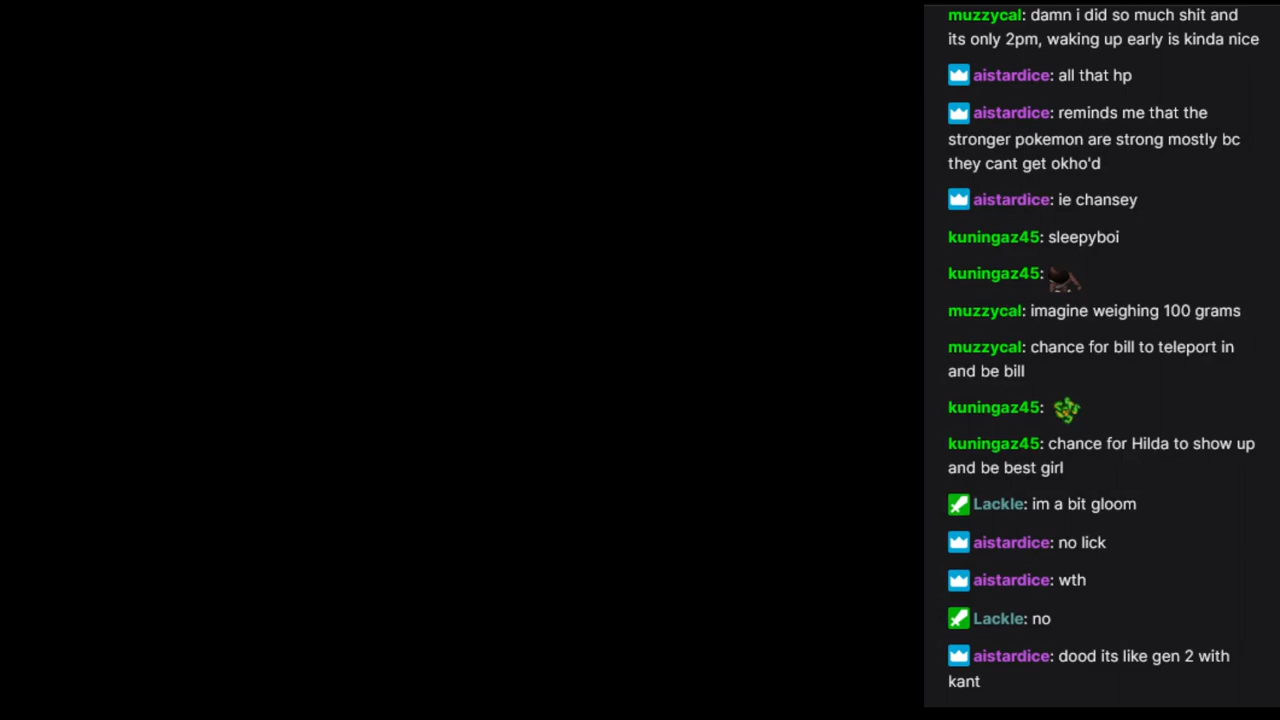 muzzycal: damn i did so much shit and
its only 2pm, waking up early is kinda nice
aistardice: all that hp
aistardice: reminds me that the
stronger pokemon are strong mostly bc
they cant get okho'd
aistardice: ie chansey
kuningaz45: sleepyboi
kuningaz45:
muzzycal: imagine weighing 100 grams
muzzycal: chance for bill to teleport in
and be bill
kuningaz45:
kuningaz45: chance for Hilda to show up
and be best girl
Lackle: im a bit gloom
aistardice: no lick
aistardice: wth
Lackle: no
aistardice: dood its like gen 2 with
kant